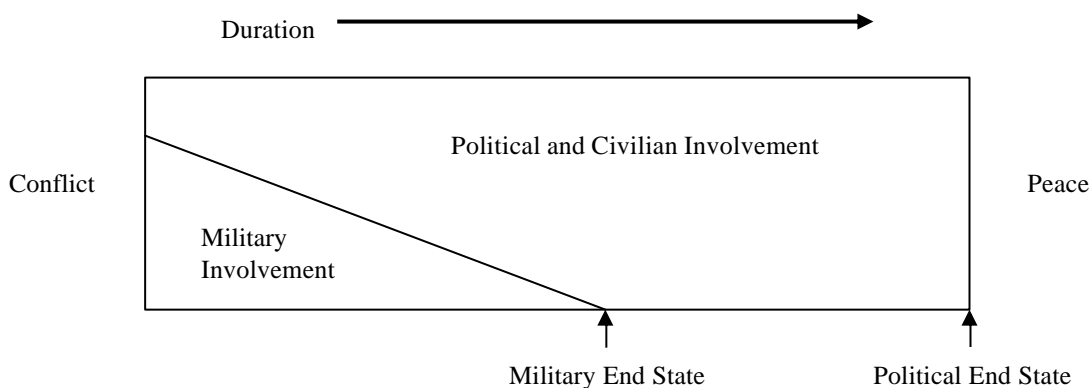 Duration
Political and Civilian Involvement
Conflict
Peace
Military
Involvement
Military End State
Political End State